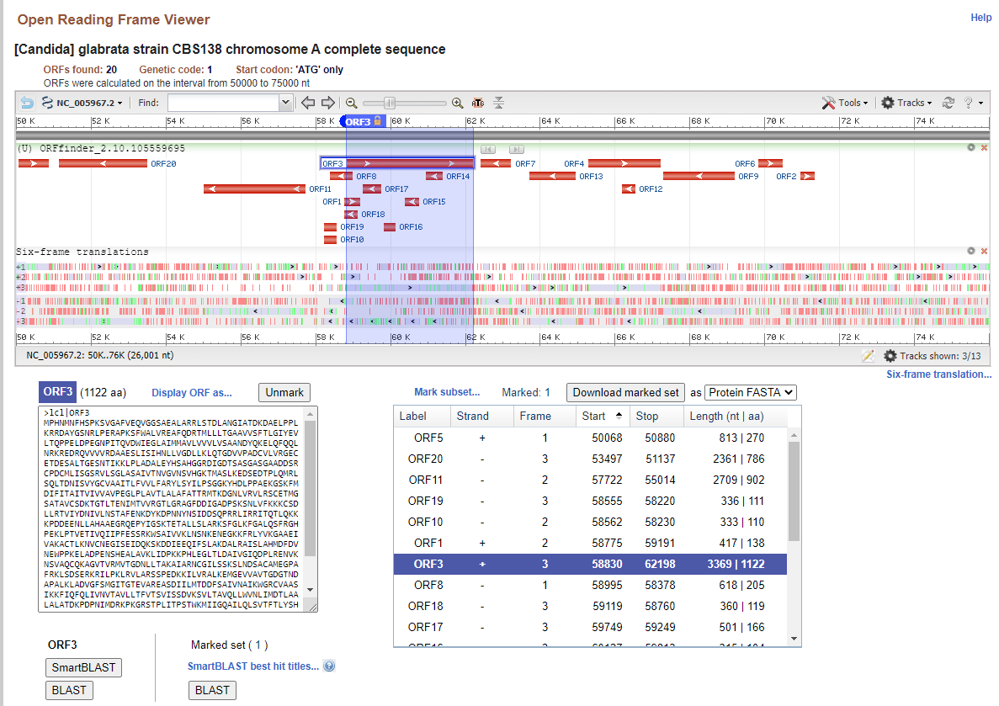 Open Reading Frame Viewer
Help
[Candida] glabrata strain CBS138 chromosome A complete sequence
ORFs found: 20 Genetic code: 1 Start codon: 'ATG' only
ORFs were calculated on the interval from 50000 to 75000 nt
NC_005967.2 Find: ATG Tools Tracks ?
50 K 52 K 54 K 56 K 58 K ORF3 60 K 62 K 64 K 66 K 68 K 70 K 72 K 74 K
(U) ORFfinder_2.10.105559695
ORF20 ORF3 ORF7 ORF4 ORF6
ORF8 ORF14 ORF13 ORF9 ORF2
ORF11 ORF17 ORF12
ORF1 ORF15
ORF18
ORF19 ORF16
ORF10
Six-frame translations
+1
+2
+3
-1
-2
-3
50 K 52 K 54 K 56 K 58 K 60 K 62 K 64 K 66 K 68 K 70 K 72 K 74 K
NC_005967.2: 50K..76K (26,001 nt) Tracks shown: 3/13
Six-frame translation...
ORF3 (1122 aa) Display ORF as... Unmark
>lcl|ORF3
MPHNMNFHSPKSVGAFVEQVGGSAEALARRLSTDLANGIATDKDAELPPL
KRRDAYGSNRLPERAPKSFWALVREAFQDRTMLLLTGAAVVSFTLGIYEV
LTQPPELDPEGNPITQVDWIEGLAIMMAVLVVVLVSAANDYQKELQFQQL
NRKREDRQVVVVRDAAESLISIHNLLVGDLLKLQTGDVVPADCVLVRGEC
ETDESALTGESNTIKKLPLADALEYHSAHGGRDIGDTSASGASGAADDSR
CPDCMLISGSRVLSGLASAIVTNVGVNSVHGKTMASLKEDSEDTPLQMRL
SQLTDNISVYGCVAAITLFVVLFARYLSYILPSGGKYHDLPPAEKGSKFM
DIFITAITVIVVAVPEGLPLAVTLALAFATTRMTKDGNLVRVLRSCETMG
SATAVCSDKTGTLTENIMTVVRGTLGRAGFDDIGADPSKSNLVFKKKCSD
LLRTVIYDNIVLNSTAFENKDYKDPNNYNSIDDSQPRRLIRRITQTLQKK
KPDDEENLLAHAAEGRQEPYIGSKTETALLSLARKSFGLKFGALQSFRGH
PEKLPTVETIVQIIPFESSRKWSAIVVKLNSNKENEGKKFRLYVKGAAEI
VAKACTLKNVCNEGISEIDQKSKDDIEEQIFSLAKDALRAISLAHMDFDV
NEWPPKELADPENSHEALAVKLIDPKKPHLEGLTLDAIVGIQDPLRENVK
NSVAQCQKAGVTVRMVTGDNLLTAKAIARNCGILSSKSLNDSACAMEGPA
FRKLSDSERKRILPKLRVLARSSPEDKKILVRALKEMGEVVAVTGDGTND
APALKLADVGFSMGITGTEVAREASDIILMTDDFSAIVNAIKWGRCVAAS
IKKFIQFQLIVNVTAVLLTFVTSVISSDVKSVLTAVQLLWVNLIMDTLAA
LALATDKPDPNIMDRKPKGRSTPLITPSTWKMIIGQAILQLSVTFTLYSH
Mark subset... Marked: 1 Download marked set as Protein FASTA
Label Strand Frame Start Stop Length (nt | aa)
ORF5 + 1 50068 50880 813 | 270
ORF20 - 3 53497 51137 2361 | 786
ORF11 - 2 57722 55014 2709 | 902
ORF19 - 3 58555 58220 336 | 111
ORF10 - 2 58562 58230 333 | 110
ORF1 + 2 58775 59191 417 | 138
ORF3 + 3 58830 62198 3369 | 1122
ORF8 - 1 58995 58378 618 | 205
ORF18 - 3 59119 58760 360 | 119
ORF17 - 3 59749 59249 501 | 166
ORF3
SmartBLAST
BLAST
Marked set ( 1 )
SmartBLAST best hit titles... ?
BLAST